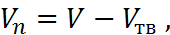 Vₙ = V − Vтв ,